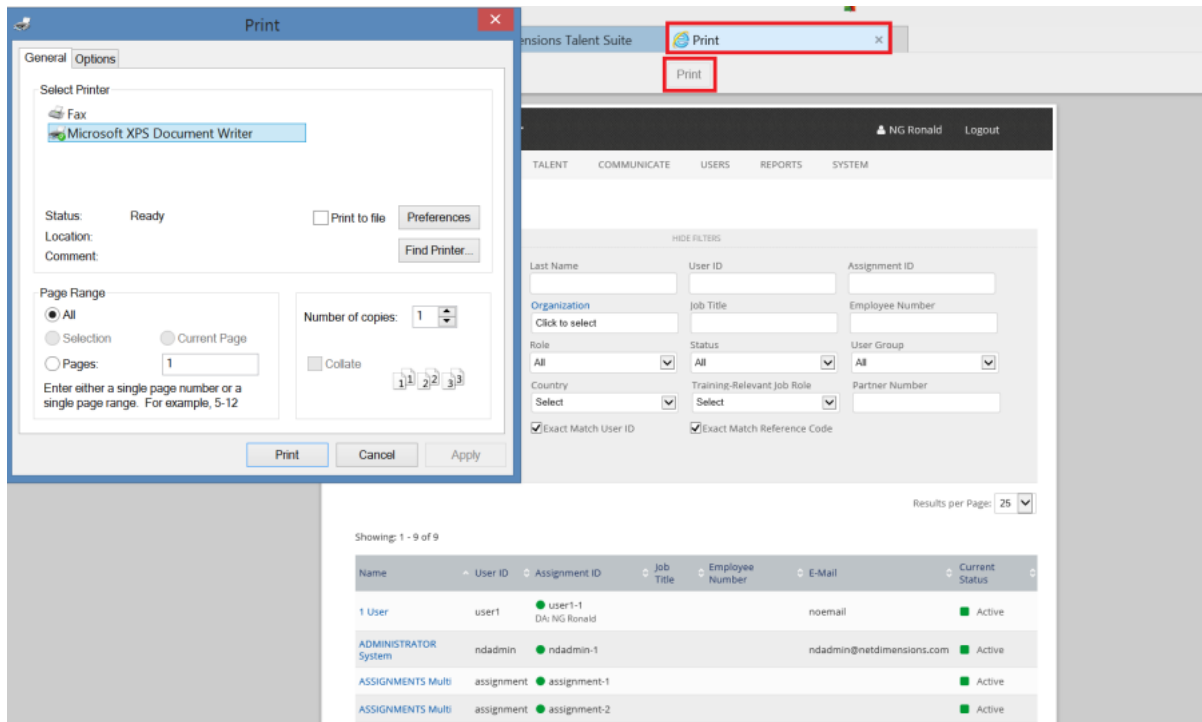 Print
General Options
Select Printer
Fax
Microsoft XPS Document Writer
Status: Ready
Location:
Comment:
Print to file
Preferences
Find Printer...
Page Range
All
Selection Current Page
Pages: 1
Enter either a single page number or a
single page range. For example, 5-12
Number of copies: 1
Collate
11 22 33
Print Cancel Apply
ensions Talent Suite
Print
Print
NG Ronald Logout
TALENT COMMUNICATE USERS REPORTS SYSTEM
HIDE FILTERS
Last Name User ID Assignment ID
Organization Job Title Employee Number
Click to select
Role Status User Group
All All All
Country Training-Relevant Job Role Partner Number
Select Select
Exact Match User ID Exact Match Reference Code
Results per Page: 25
Showing: 1 - 9 of 9
Name User ID Assignment ID Job Title Employee Number E-Mail Current Status
1 User user1 user1-1 noemail Active
DA: NG Ronald
ADMINISTRATOR System ndadmin ndadmin-1 ndadmin@netdimensions.com Active
ASSIGNMENTS Multi assignment assignment-1 Active
ASSIGNMENTS Multi assignment assignment-2 Active